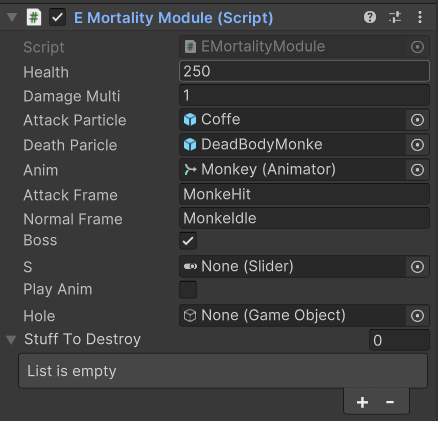 E Mortality Module (Script)
Script EMortalityModule
Health 250
Damage Multi 1
Attack Particle Coffe
Death Paricle DeadBodyMonke
Anim Monkey (Animator)
Attack Frame MonkeHit
Normal Frame MonkeIdle
Boss
S None (Slider)
Play Anim
Hole None (Game Object)
Stuff To Destroy 0
List is empty
+ -